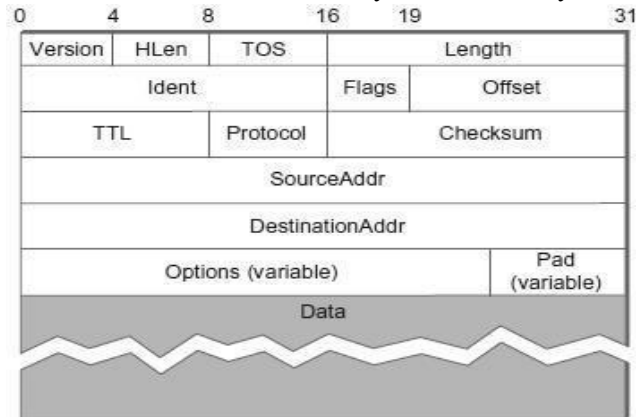 0 4 8 16 19 31
Version HLen TOS Length
Ident Flags Offset
TTL Protocol Checksum
SourceAddr
DestinationAddr
Options (variable) Pad (variable)
Data